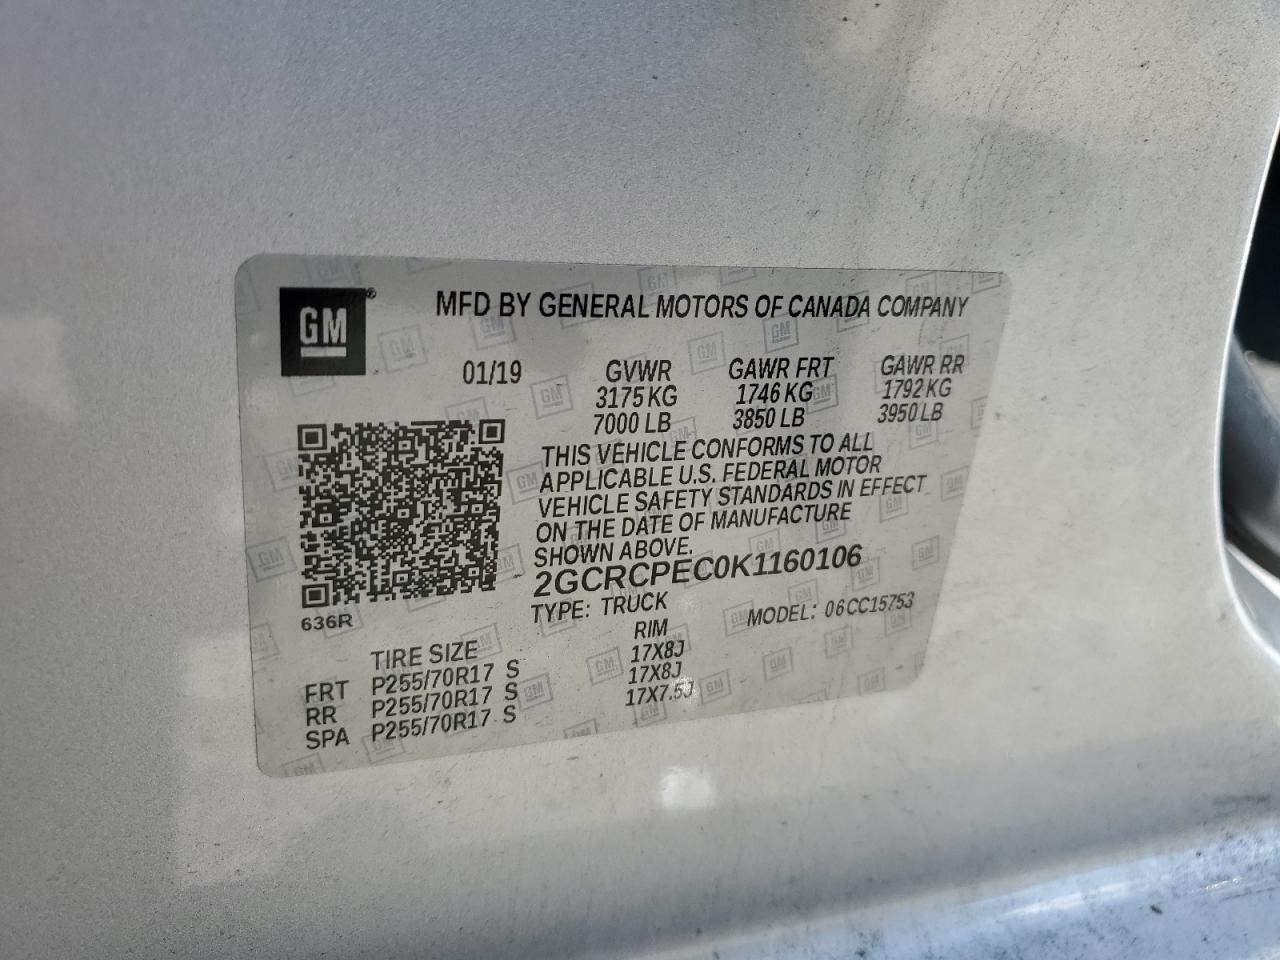 GM®
MFD BY GENERAL MOTORS OF CANADA COMPANY
01/19 GVWR GAWR FRT GAWR RR
3175 KG 1746 KG 1792 KG
7000 LB 3850 LB 3950 LB
THIS VEHICLE CONFORMS TO ALL
APPLICABLE U.S. FEDERAL MOTOR
VEHICLE SAFETY STANDARDS IN EFFECT
ON THE DATE OF MANUFACTURE
SHOWN ABOVE.
2GCRCPEC0K1160106
TYPE: TRUCK MODEL: 06CC15753
636R
TIRE SIZE RIM
FRT P255/70R17 S 17X8J
RR P255/70R17 S 17X8J
SPA P255/70R17 S 17X7.5J